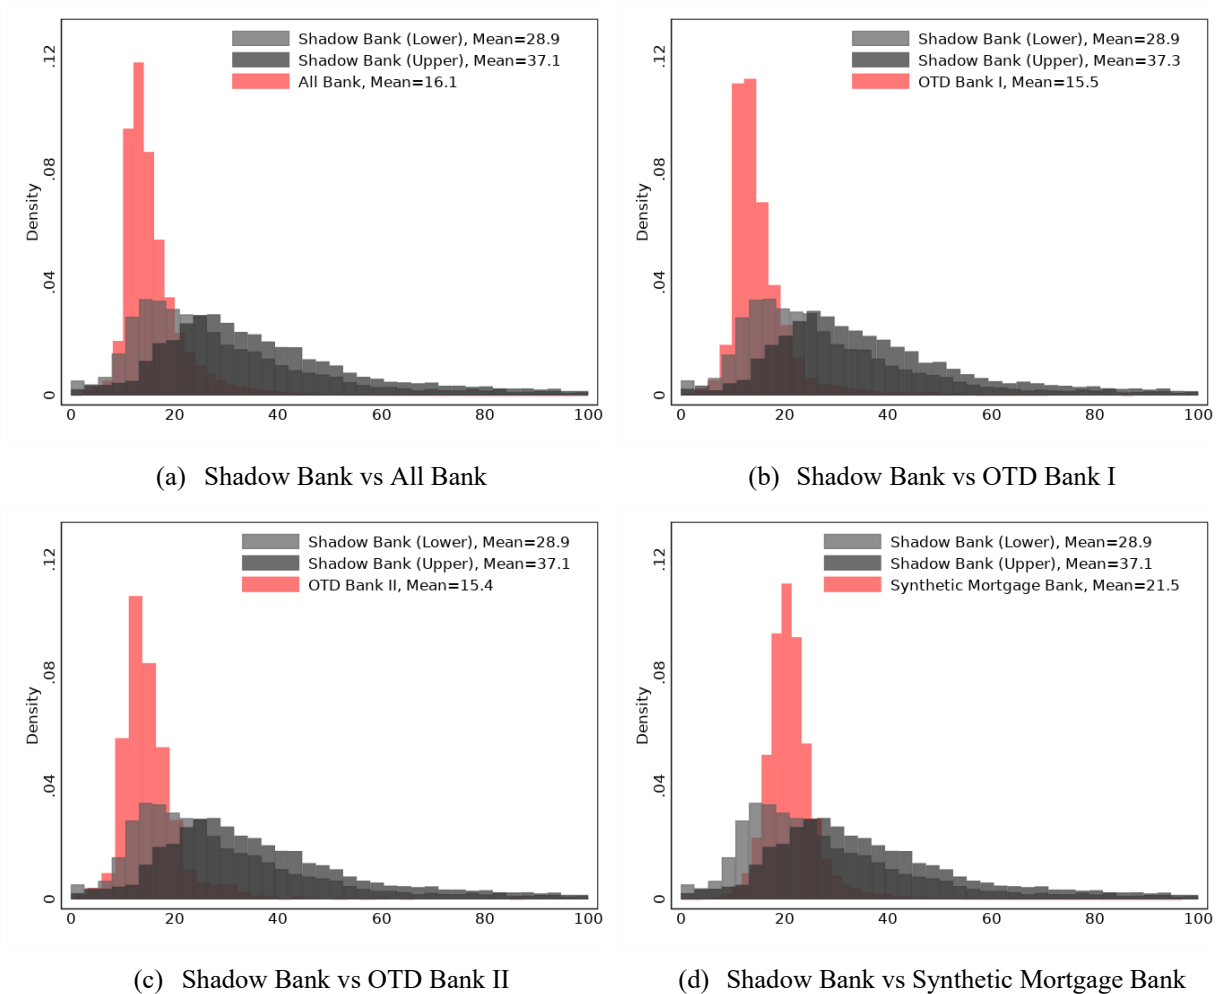 Shadow Bank (Lower), Mean=28.9
Shadow Bank (Upper), Mean=37.1
All Bank, Mean=16.1
Density
0 .04 .08 .12
0 20 40 60 80 100
(a) Shadow Bank vs All Bank
Shadow Bank (Lower), Mean=28.9
Shadow Bank (Upper), Mean=37.3
OTD Bank I, Mean=15.5
Density
0 .04 .08 .12
0 20 40 60 80 100
(b) Shadow Bank vs OTD Bank I
Shadow Bank (Lower), Mean=28.9
Shadow Bank (Upper), Mean=37.1
OTD Bank II, Mean=15.4
Density
0 .04 .08 .12
0 20 40 60 80 100
(c) Shadow Bank vs OTD Bank II
Shadow Bank (Lower), Mean=28.9
Shadow Bank (Upper), Mean=37.1
Synthetic Mortgage Bank, Mean=21.5
Density
0 .04 .08 .12
0 20 40 60 80 100
(d) Shadow Bank vs Synthetic Mortgage Bank